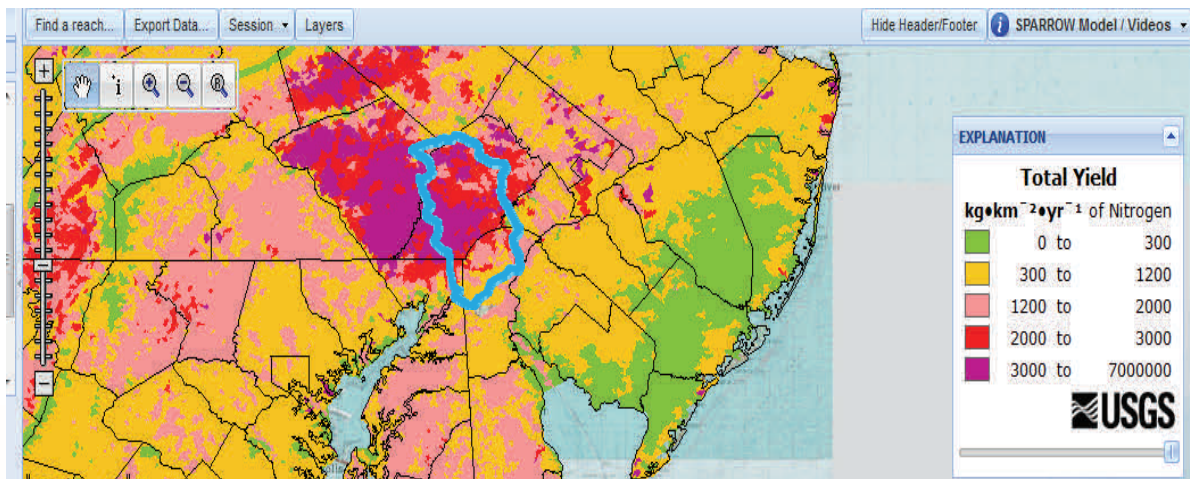 Find a reach... Export Data... Session Layers Hide Header/Footer i SPARROW Model / Videos
+ i R
EXPLANATION
Total Yield
kg•km⁻²•yr⁻¹ of Nitrogen
0 to 300
300 to 1200
1200 to 2000
2000 to 3000
3000 to 7000000
USGS